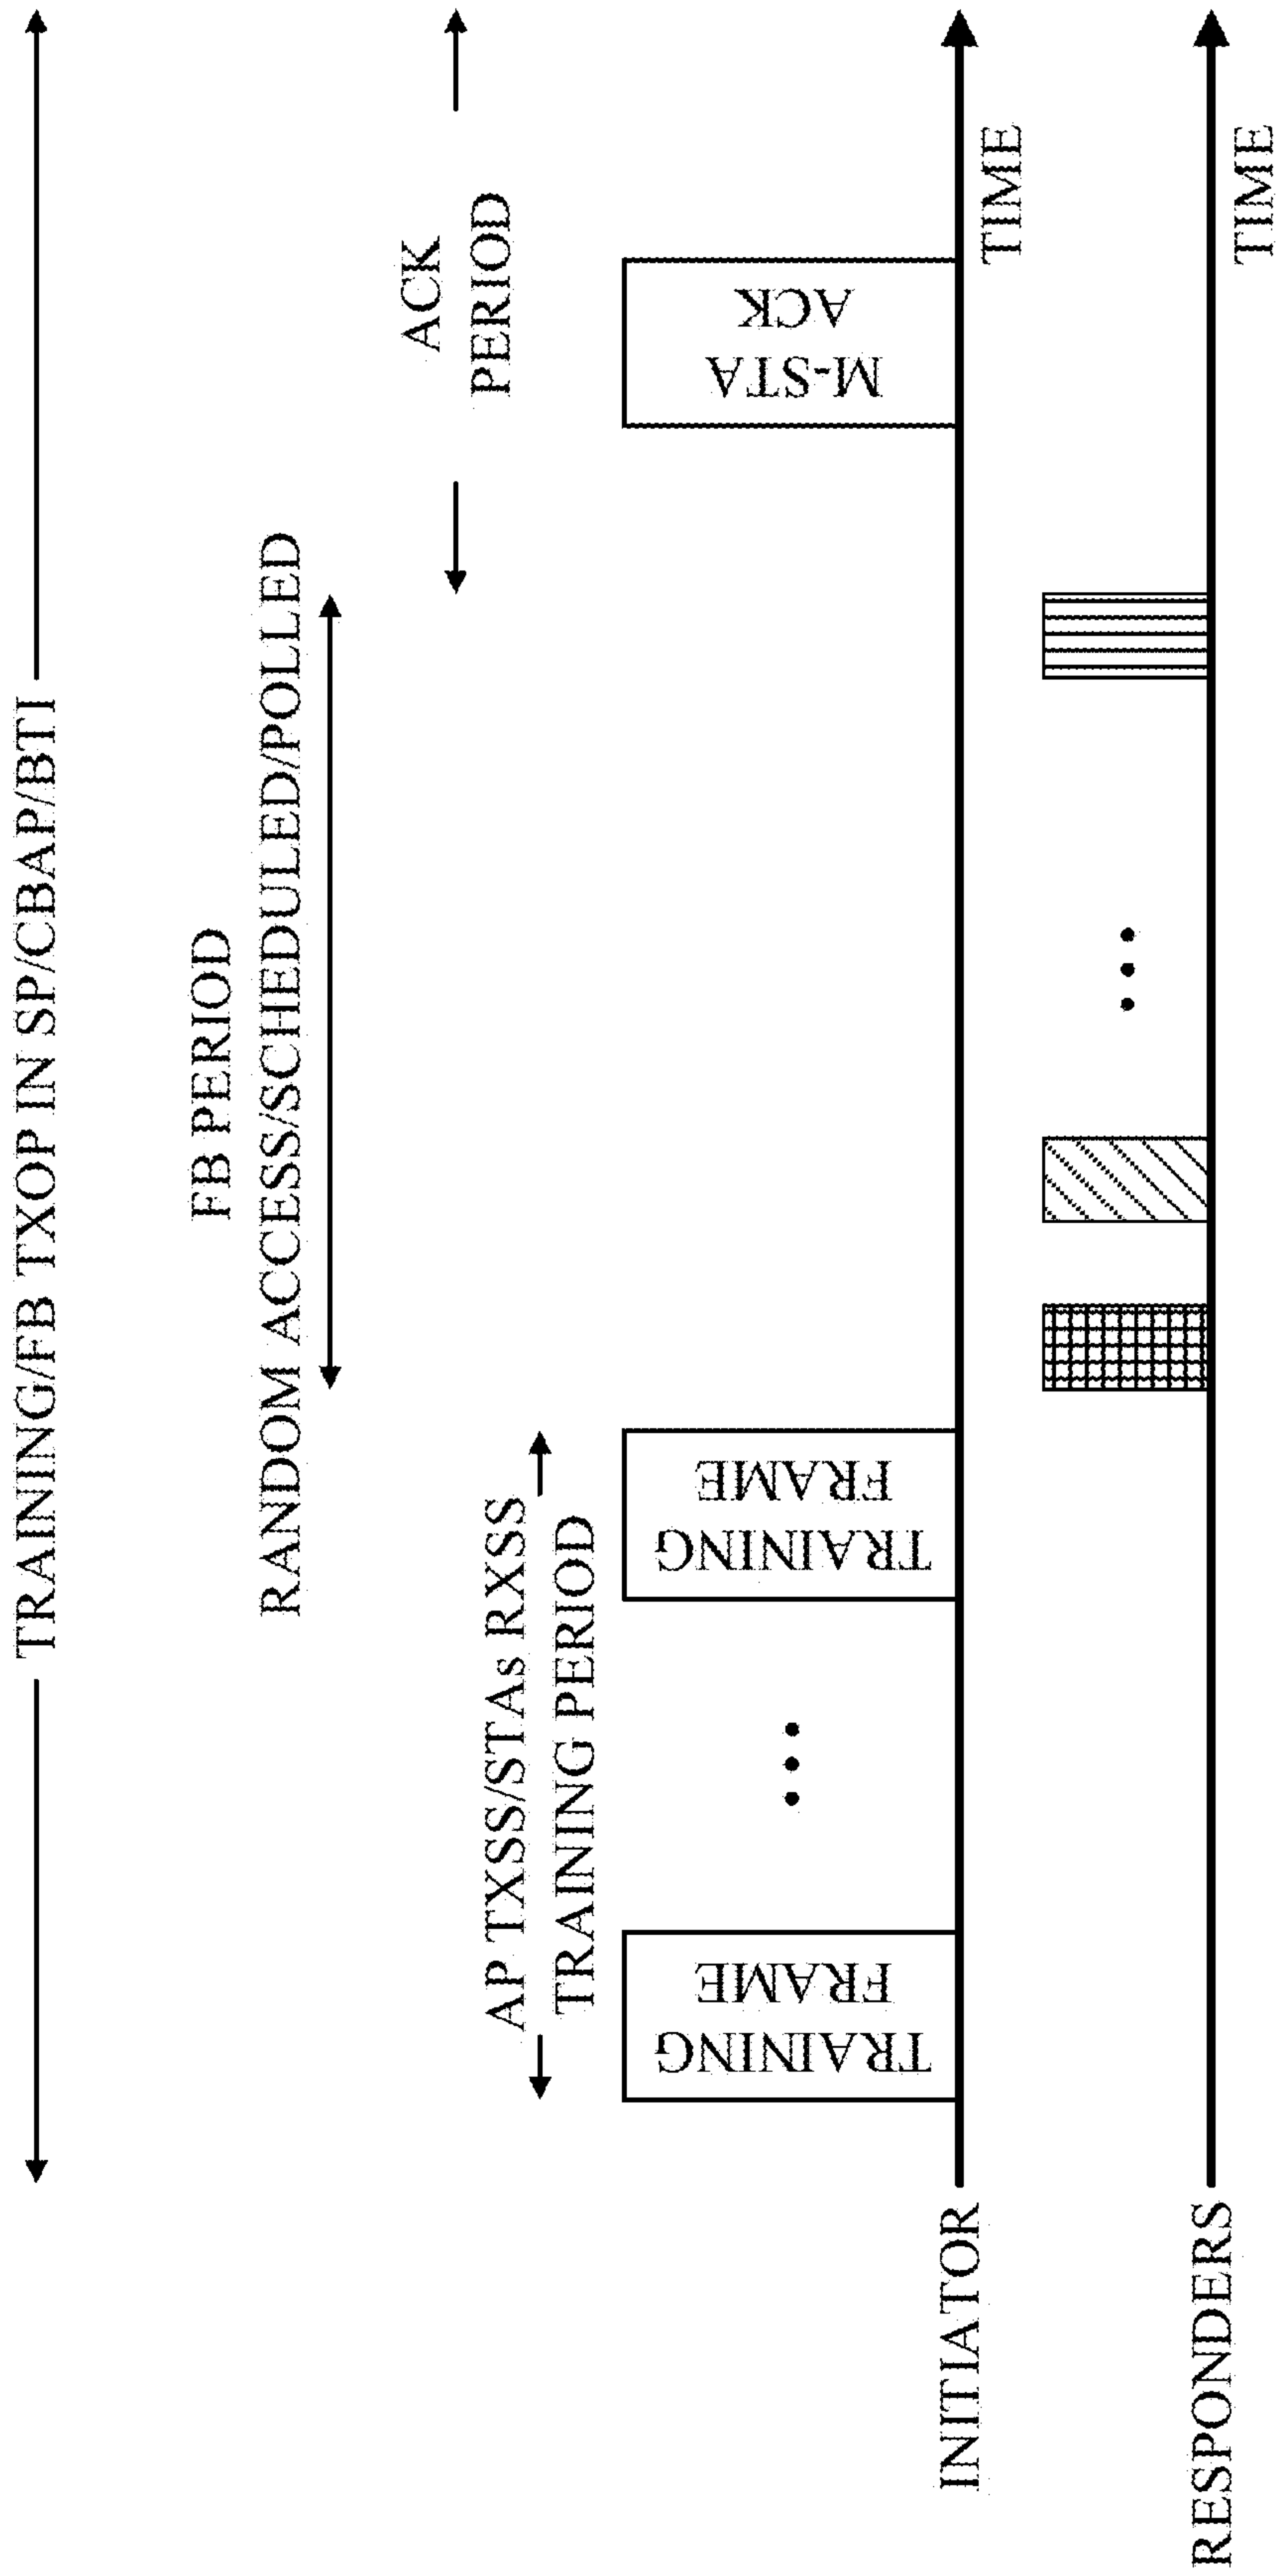 TRAINING/FB TXOP IN SP/CBAP/BTI
FB PERIOD
RANDOM ACCESS/SCHEDULED/POLLED
ACK
PERIOD
AP TXSS/STAs RXSS
TRAINING PERIOD
TRAINING
FRAME
TRAINING
FRAME
M-STA
ACK
INITIATOR
TIME
RESPONDERS
TIME